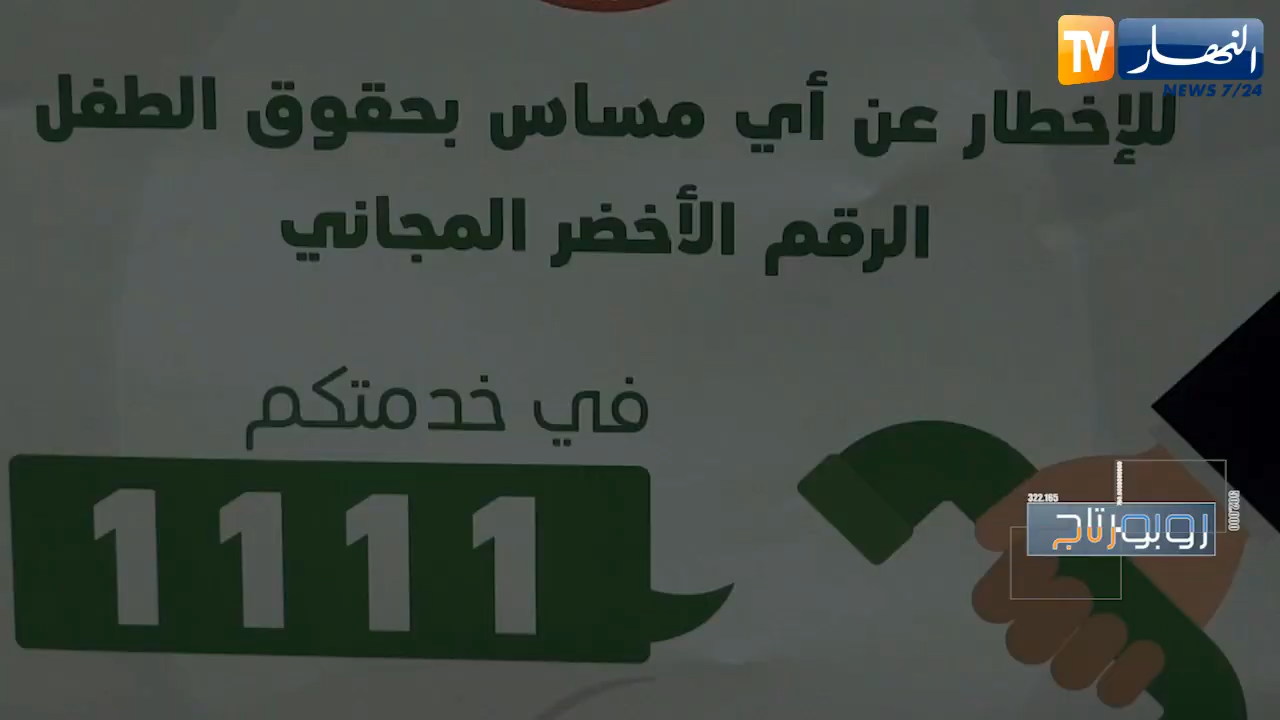 النهار TV
NEWS 7/24
للإخطار عن أي مساس بحقوق الطفل
الرقم الأخضر المجاني
في خدمتكم
1111
322.165
روبورتاج